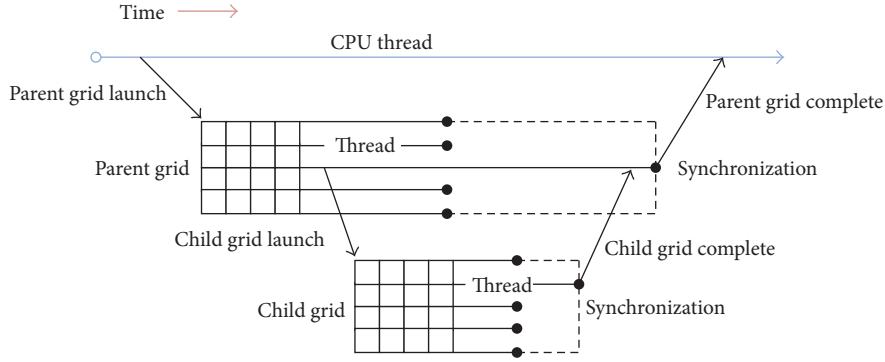 Time
CPU thread
Parent grid launch
Parent grid complete
Thread
Parent grid
Synchronization
Child grid launch
Child grid complete
Thread
Child grid
Synchronization